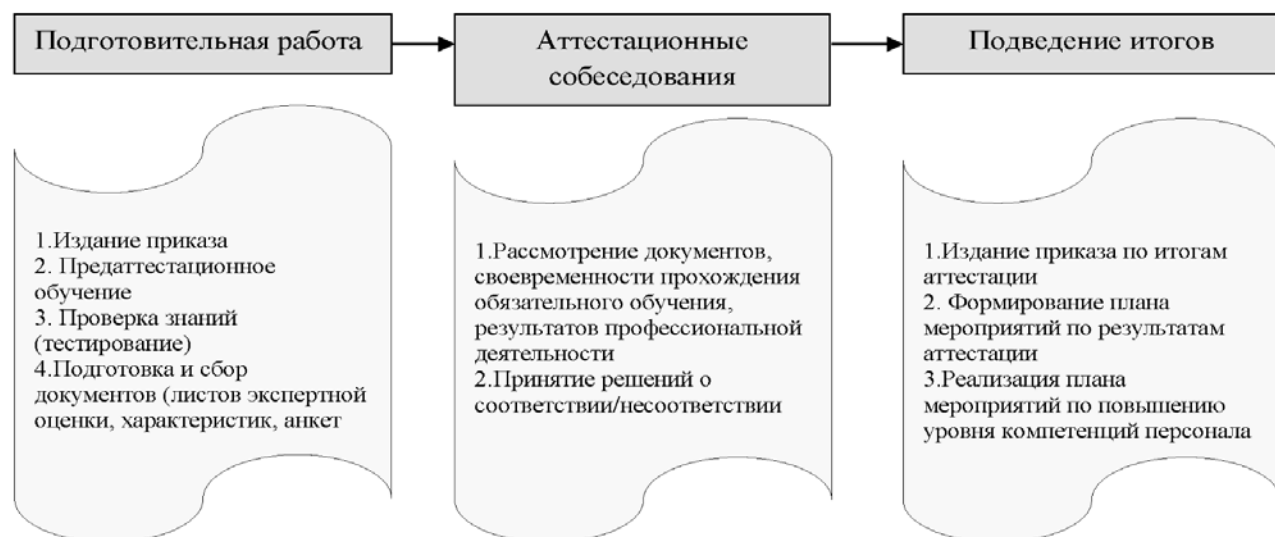 Подготовительная работа
Аттестационные
собеседования
Подведение итогов
1.Издание приказа
2. Предаттестационное
обучение
3. Проверка знаний
(тестирование)
4.Подготовка и сбор
документов (листов экспертной
оценки, характеристик, анкет
1.Рассмотрение документов,
своевременности прохождения
обязательного обучения,
результатов профессиональной
деятельности
2.Принятие решений о
соответствии/несоответствии
1.Издание приказа по итогам
аттестации
2. Формирование плана
мероприятий по результатам
аттестации
3.Реализация плана
мероприятий по повышению
уровня компетенций персонала